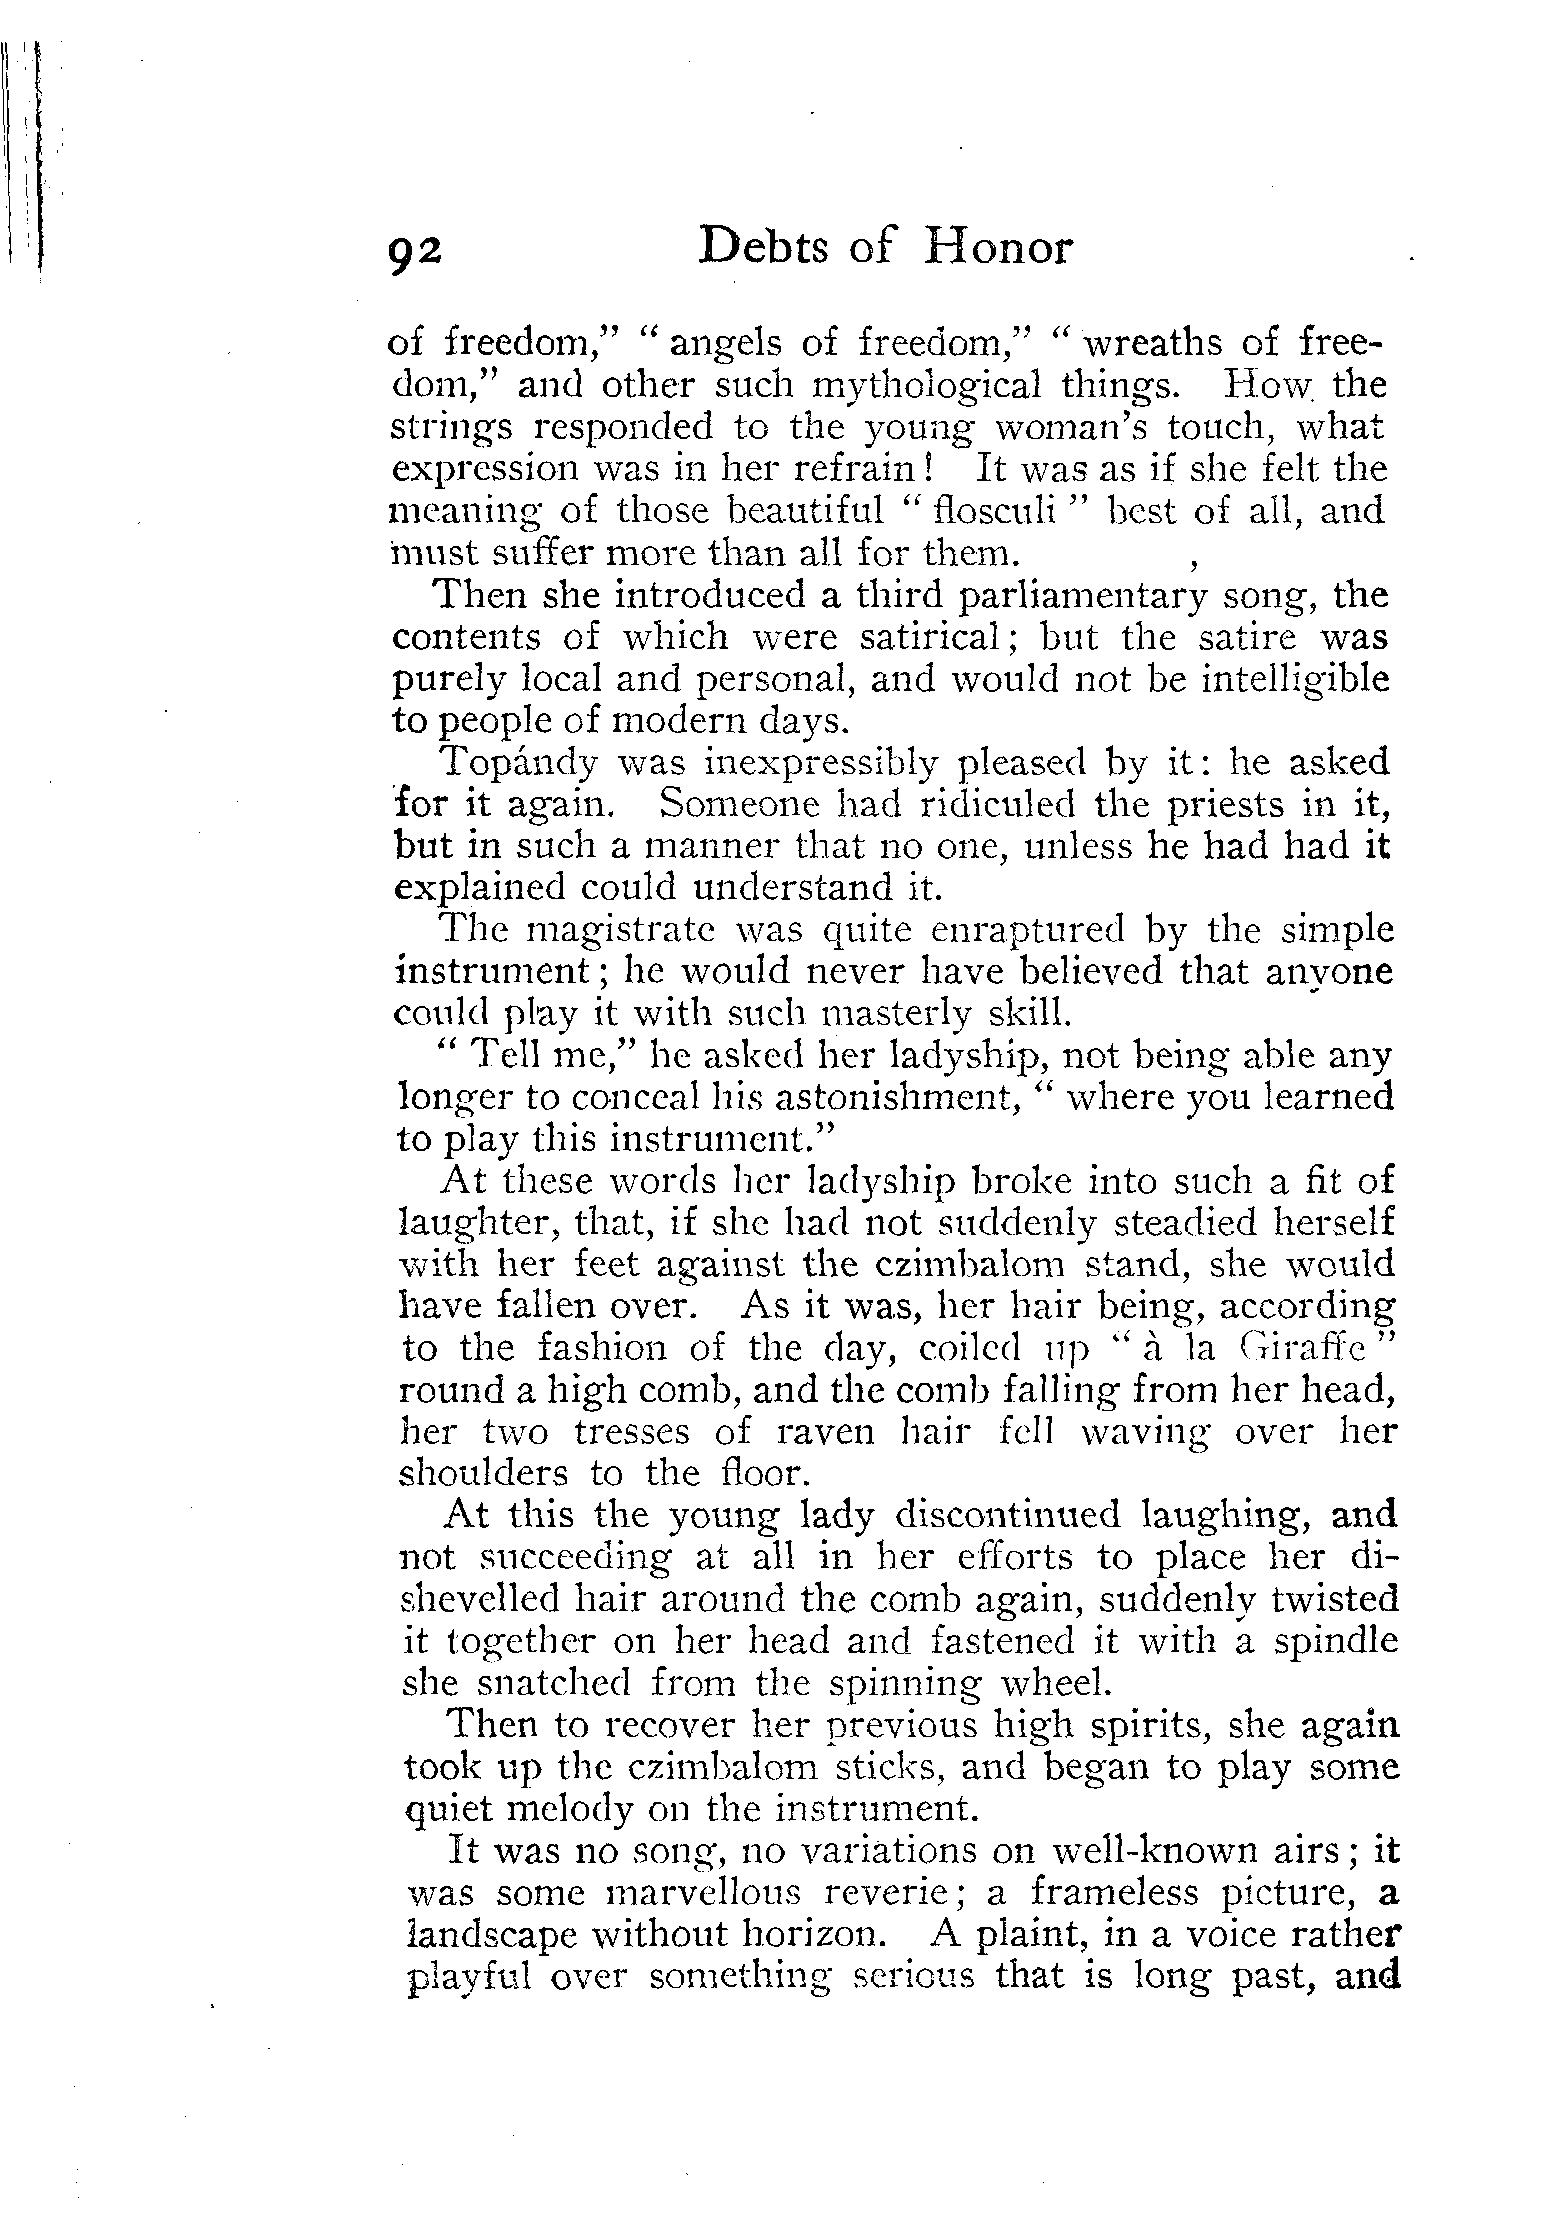 92 Debts of Honor
of freedom,” “ angels of freedom,” “ wreaths of free-
dom,” and other such mythological things. How the
strings responded to the young woman’s touch, what
expression was in her refrain ! It was as if she felt the
meaning of those beautiful “ flosculi ” best of all, and
must suffer more than all for them.
Then she introduced a third parliamentary song, the
contents of which were satirical ; but the satire was
purely local and personal, and would not be intelligible
to people of modern days.
Topándy was inexpressibly pleased by it : he asked
for it again. Someone had ridiculed the priests in it,
but in such a manner that no one, unless he had had it
explained could understand it.
The magistrate was quite enraptured by the simple
instrument ; he would never have believed that anyone
could play it with such masterly skill.
“ Tell me,” he asked her ladyship, not being able any
longer to conceal his astonishment, “ where you learned
to play this instrument.”
At these words her ladyship broke into such a fit of
laughter, that, if she had not suddenly steadied herself
with her feet against the czimbalom stand, she would
have fallen over. As it was, her hair being, according
to the fashion of the day, coiled up “ à la Giraffe ”
round a high comb, and the comb falling from her head,
her two tresses of raven hair fell waving over her
shoulders to the floor.
At this the young lady discontinued laughing, and
not succeeding at all in her efforts to place her di-
shevelled hair around the comb again, suddenly twisted
it together on her head and fastened it with a spindle
she snatched from the spinning wheel.
Then to recover her previous high spirits, she again
took up the czimbalom sticks, and began to play some
quiet melody on the instrument.
It was no song, no variations on well-known airs ; it
was some marvellous reverie ; a frameless picture, a
landscape without horizon. A plaint, in a voice rather
playful over something serious that is long past, and